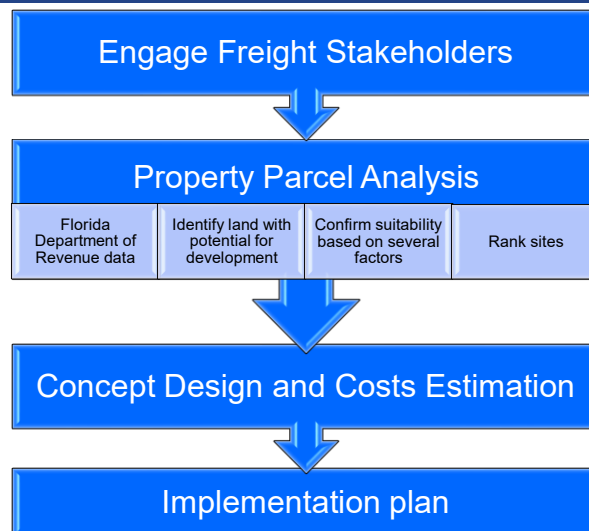 Engage Freight Stakeholders
Property Parcel Analysis
Florida
Department of
Revenue data
Identify land with
potential for
development
Confirm suitability
based on several
factors
Rank sites
Concept Design and Costs Estimation
Implementation plan